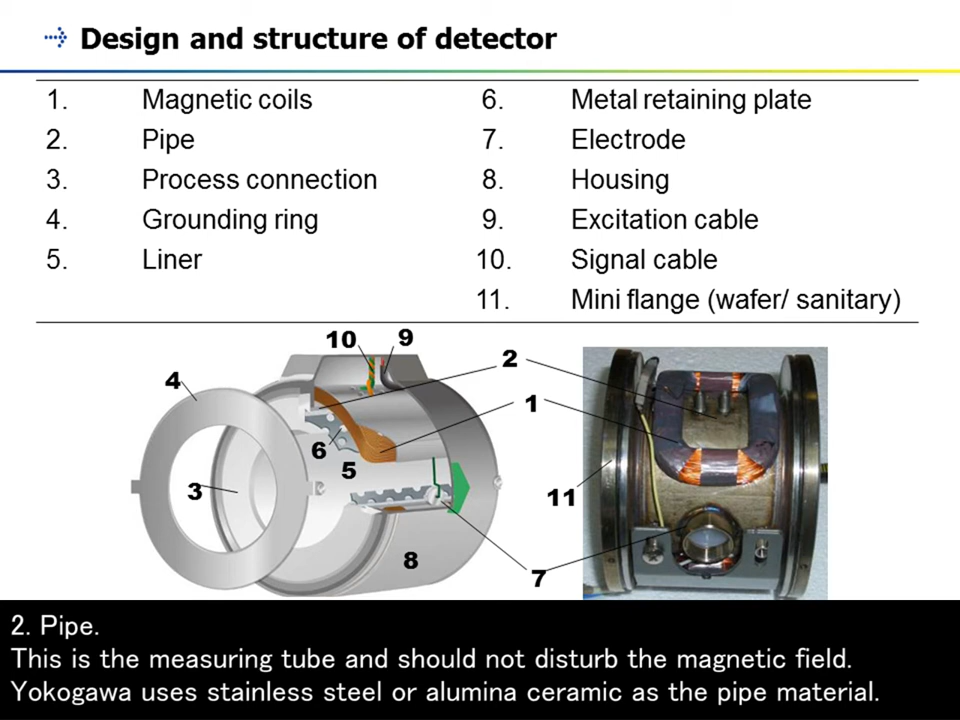 Design and structure of detector
1. Magnetic coils
2. Pipe
3. Process connection
4. Grounding ring
5. Liner
6. Metal retaining plate
7. Electrode
8. Housing
9. Excitation cable
10. Signal cable
11. Mini flange (wafer/ sanitary)
10 9
2
4
1
6
5
3
11
8
7
2. Pipe.
This is the measuring tube and should not disturb the magnetic field.
Yokogawa uses stainless steel or alumina ceramic as the pipe material.